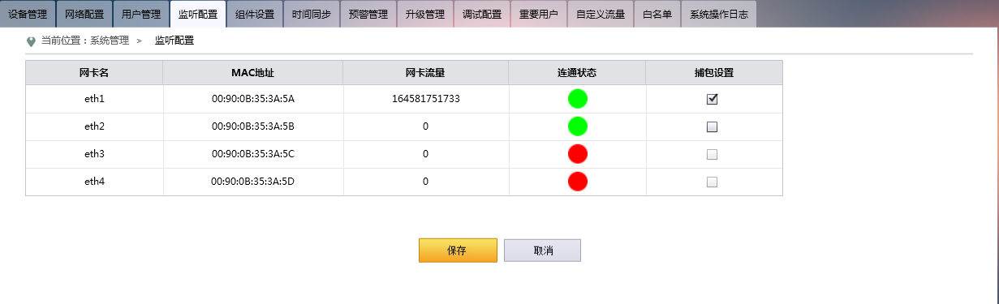 设备管理 网络配置 用户管理 监听配置 组件设置 时间同步 预警管理 升级管理 调试配置 重要用户 自定义流量 白名单 系统操作日志
当前位置：系统管理 > 监听配置
网卡名 MAC地址 网卡流量 连通状态 捕包设置
eth1 00:90:0B:35:3A:5A 164581751733
eth2 00:90:0B:35:3A:5B 0
eth3 00:90:0B:35:3A:5C 0
eth4 00:90:0B:35:3A:5D 0
保存 取消